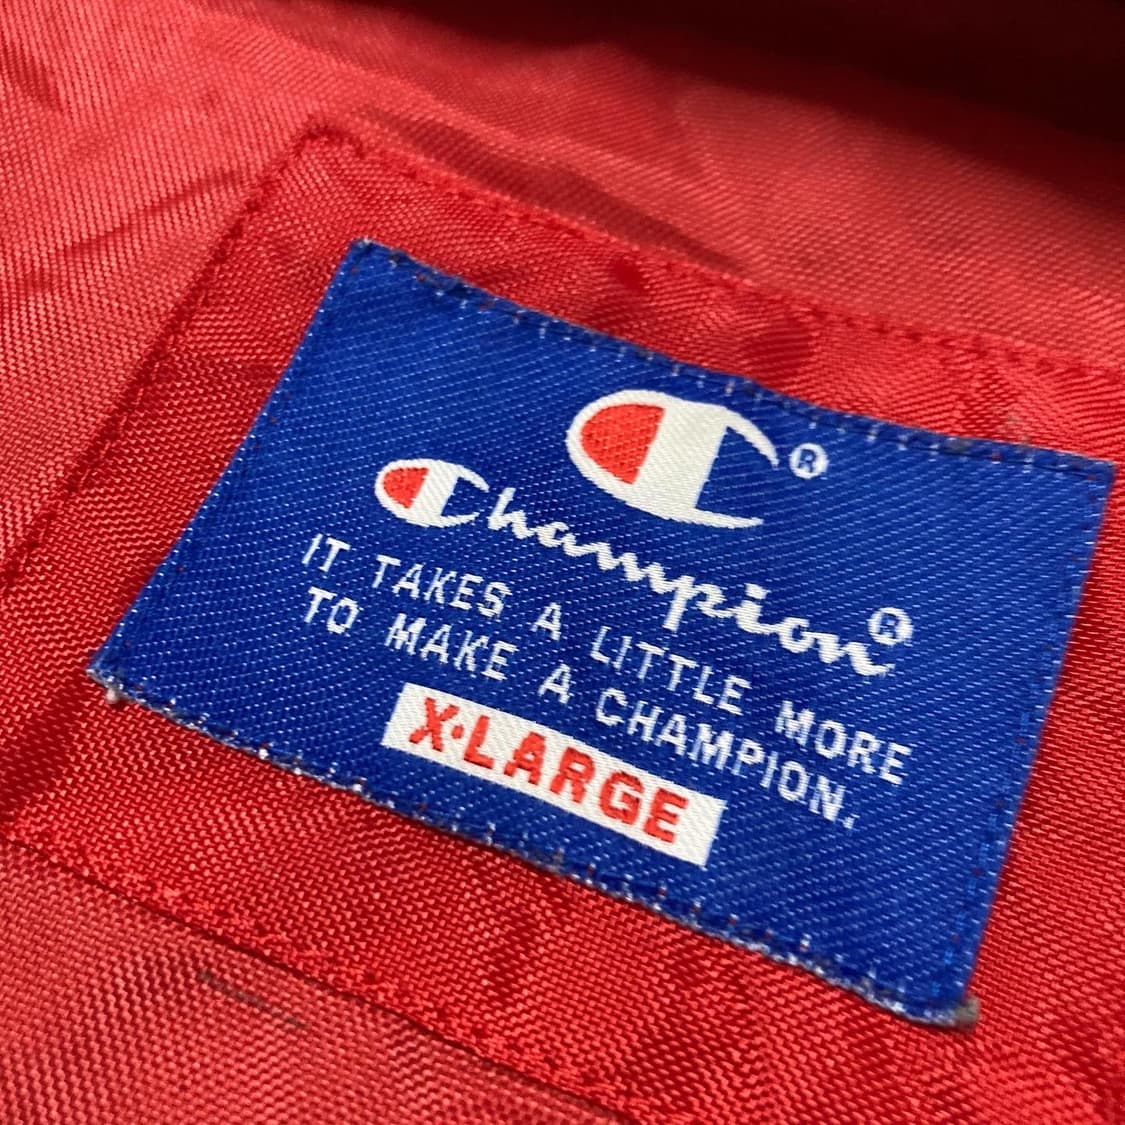 ®
Champion®
IT TAKES A LITTLE MORE
TO MAKE A CHAMPION.
X·LARGE